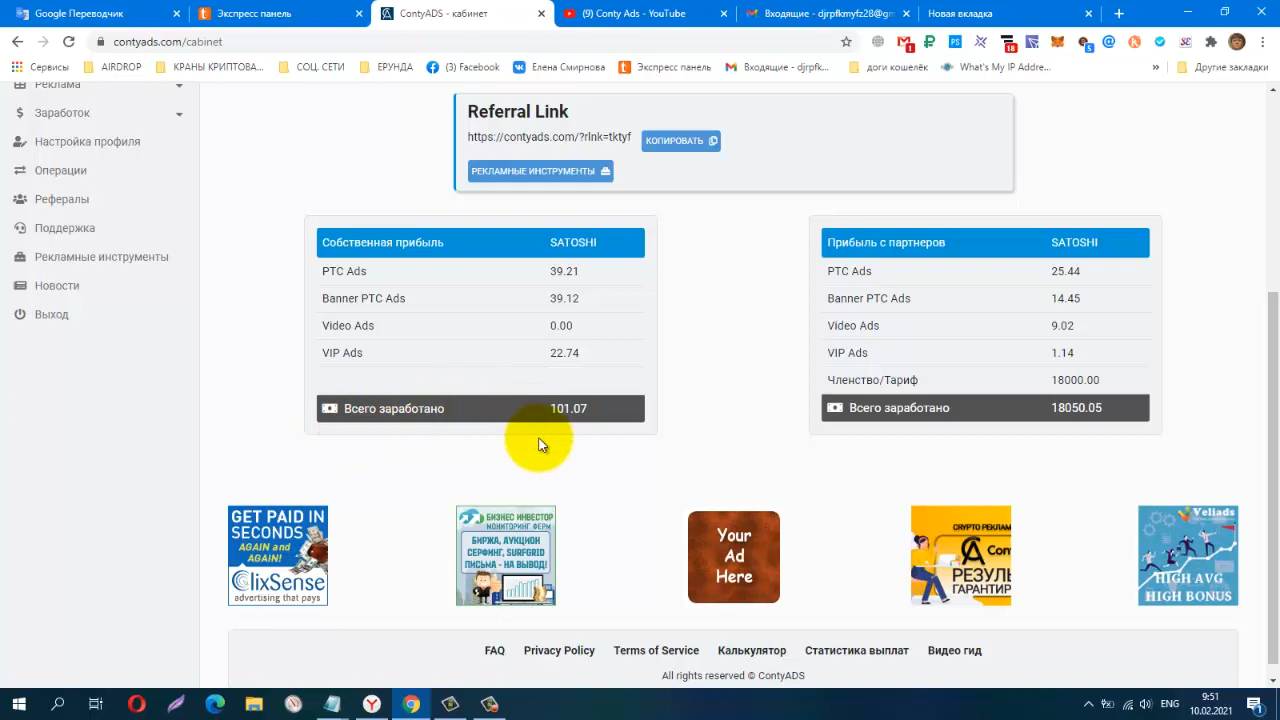 Google Переводчик
Экспресс панель
ContyADS - кабинет
(9) Conty Ads - YouTube
Входящие - djrpfkmyfz28@gm
Новая вкладка
contyads.com/cabinet
1
18
5
Сервисы
AIRDROP
КРАНЫ КРИПТОВА...
СОЦ. СЕТИ
ЕРУНДА
(3) Facebook
Елена Смирнова
Экспресс панель
Входящие - djrpfk...
доги кошелёк
What's My IP Addre...
»
Другие закладки
Реклама
Заработок
Настройка профиля
Операции
Рефералы
Поддержка
Рекламные инструменты
Новости
Выход
Referral Link
https://contyads.com/?rlnk=tktyf
КОПИРОВАТЬ
РЕКЛАМНЫЕ ИНСТРУМЕНТЫ
Собственная прибыль SATOSHI
PTC Ads 39.21
Banner PTC Ads 39.12
Video Ads 0.00
VIP Ads 22.74
Всего заработано 101.07
Прибыль с партнеров SATOSHI
PTC Ads 25.44
Banner PTC Ads 14.45
Video Ads 9.02
VIP Ads 1.14
Членство/Тариф 18000.00
Всего заработано 18050.05
GET PAID IN
SECONDS
AGAIN and
AGAIN!
ClixSense
advertising that pays
БИЗНЕС ИНВЕСТОР
МОНИТОРИНГ ФЕРМ
БИРЖА, АУКЦИОН
СЕРФИНГ, SURFGRID
ПИСЬМА - НА ВЫВОД!
Your
Ad
Here
CRYPTO РЕКЛАМ
Con
РЕЗУЛЬ
ГАРАНТИР
Veliads
HIGH AVG
HIGH BONUS
FAQ
Privacy Policy
Terms of Service
Калькулятор
Статистика выплат
Видео гид
All rights reserved © ContyADS
ENG
9:51
10.02.2021
1